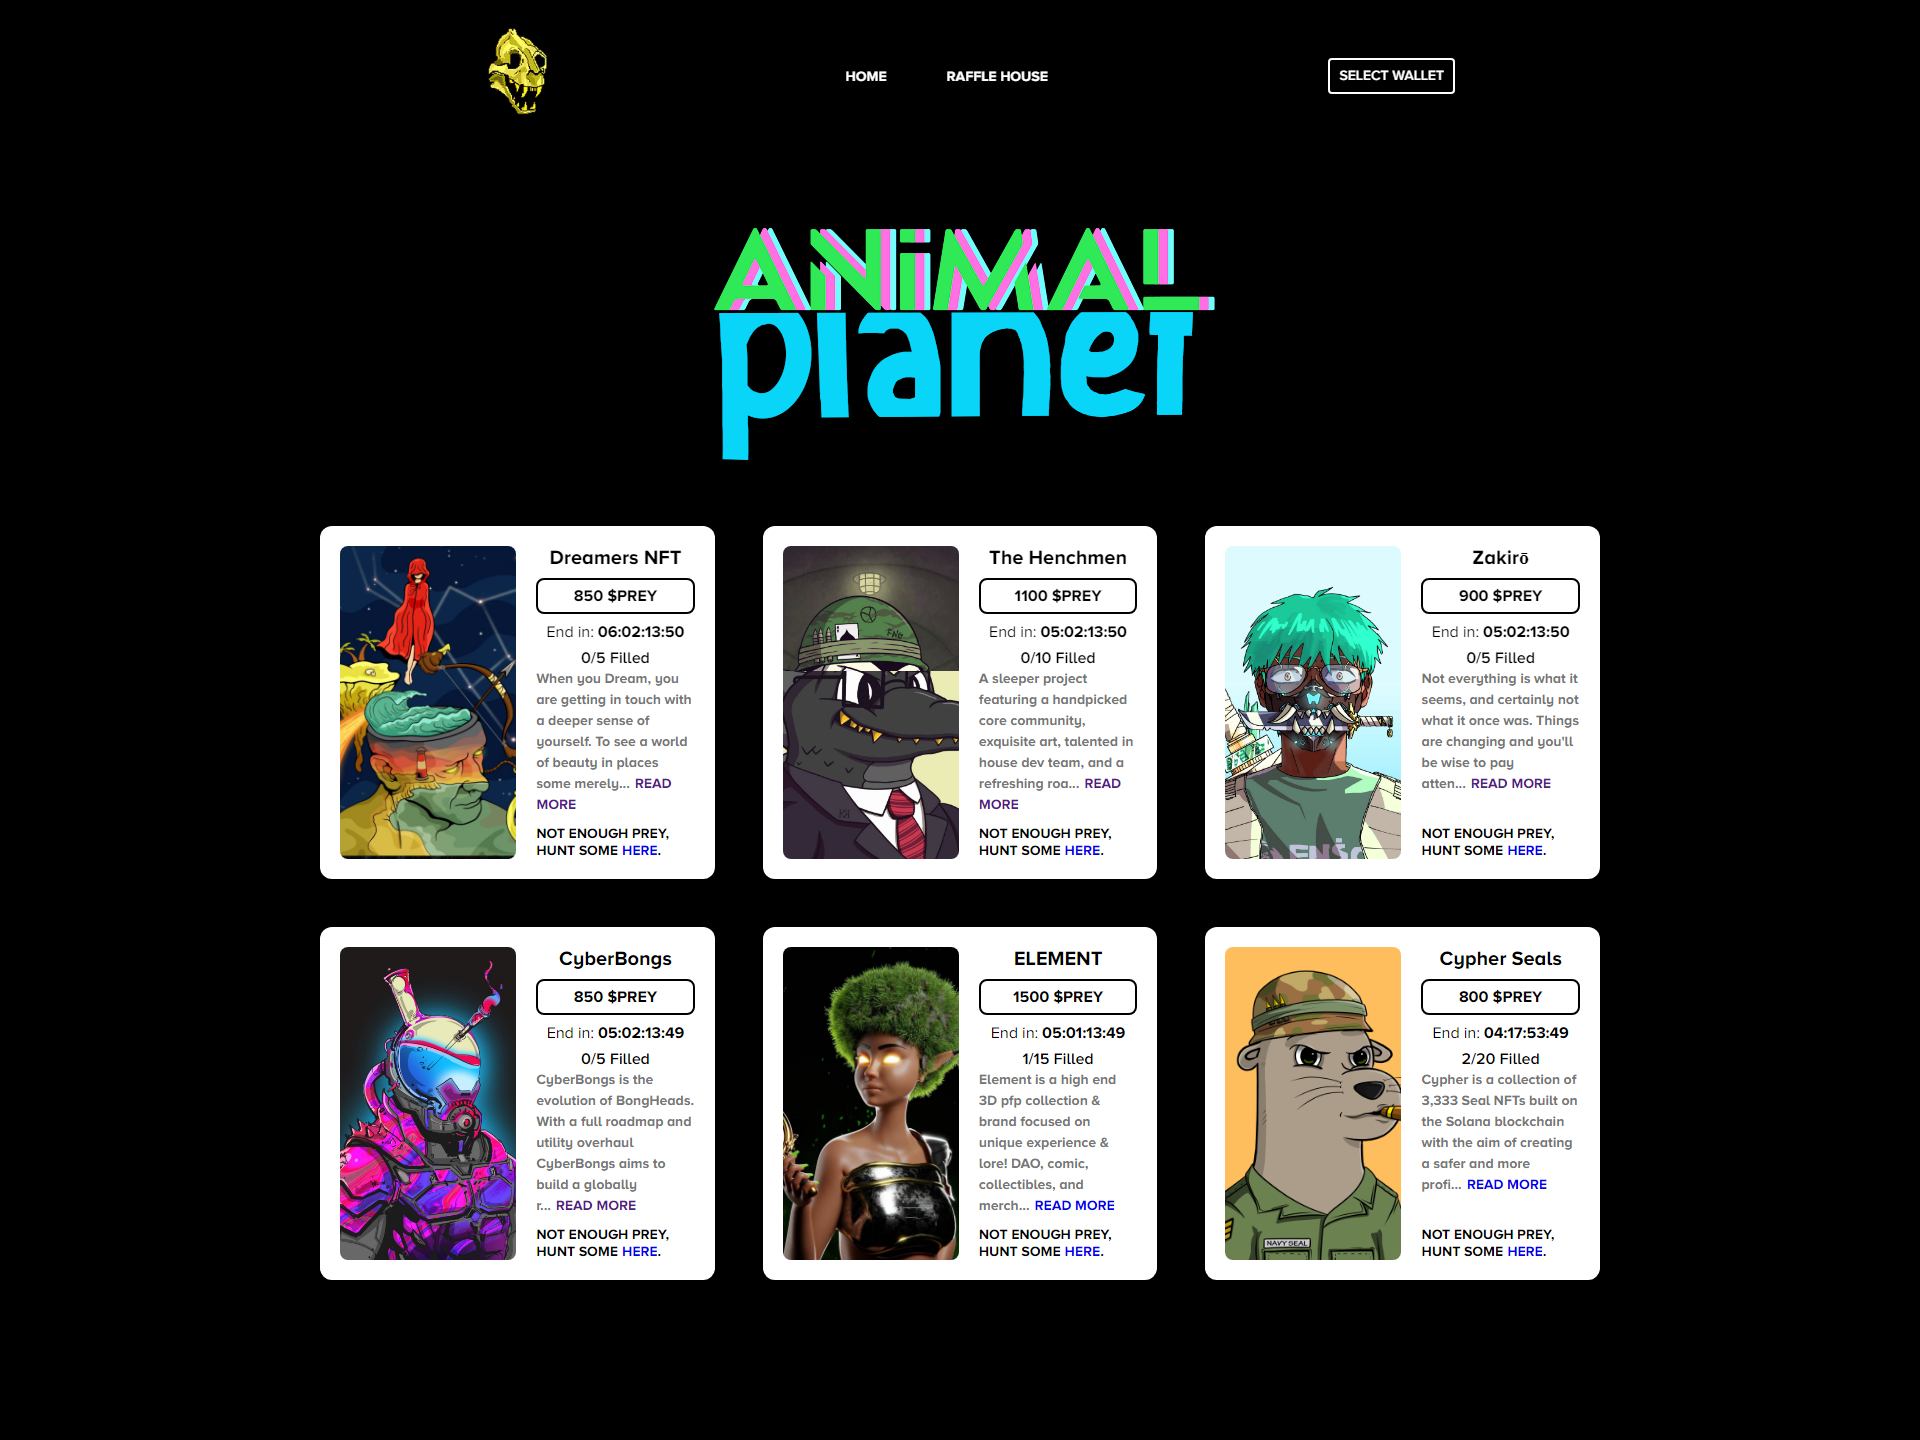 HOME
RAFFLE HOUSE
SELECT WALLET
ANiMAL
planet
Dreamers NFT
850 $PREY
End in: 06:02:13:50
0/5 Filled
When you Dream, you
are getting in touch with
a deeper sense of
yourself. To see a world
of beauty in places
some merely... READ
MORE
NOT ENOUGH PREY,
HUNT SOME HERE.
The Henchmen
1100 $PREY
End in: 05:02:13:50
0/10 Filled
A sleeper project
featuring a handpicked
core community,
exquisite art, talented in
house dev team, and a
refreshing roa... READ
MORE
NOT ENOUGH PREY,
HUNT SOME HERE.
FNG
Zakirō
900 $PREY
End in: 05:02:13:50
0/5 Filled
Not everything is what it
seems, and certainly not
what it once was. Things
are changing and you'll
be wise to pay
atten... READ MORE
NOT ENOUGH PREY,
HUNT SOME HERE.
CyberBongs
850 $PREY
End in: 05:02:13:49
0/5 Filled
CyberBongs is the
evolution of BongHeads.
With a full roadmap and
utility overhaul
CyberBongs aims to
build a globally
r... READ MORE
NOT ENOUGH PREY,
HUNT SOME HERE.
ELEMENT
1500 $PREY
End in: 05:01:13:49
1/15 Filled
Element is a high end
3D pfp collection &
brand focused on
unique experience &
lore! DAO, comic,
collectibles, and
merch... READ MORE
NOT ENOUGH PREY,
HUNT SOME HERE.
Cypher Seals
800 $PREY
End in: 04:17:53:49
2/20 Filled
Cypher is a collection of
3,333 Seal NFTs built on
the Solana blockchain
with the aim of creating
a safer and more
profi... READ MORE
NOT ENOUGH PREY,
HUNT SOME HERE.
NAVY SEAL